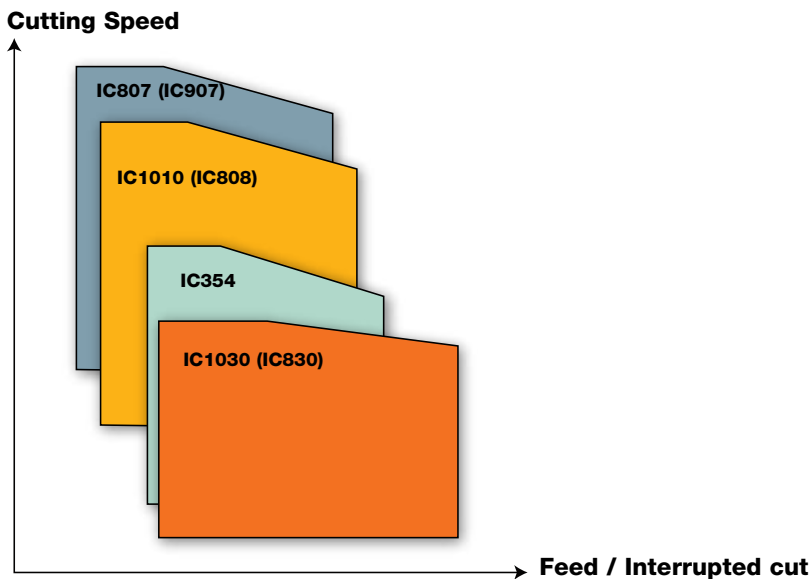 Cutting Speed
IC807 (IC907)
IC1010 (IC808)
IC354
IC1030 (IC830)
Feed / Interrupted cut